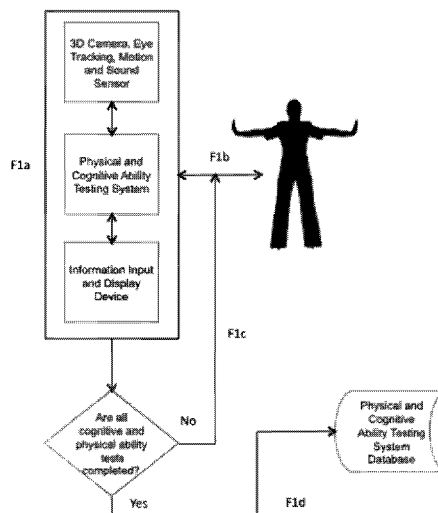 3D Camera, Eye
Tracking, Motion
and Sound
Sensor
F1a
Physical and
Cognitive Ability
Testing System
F1b
Information Input
and Display
Device
F1c
Are all
cognitive and
physical ability
tests
completed?
No
Yes
Physical and
Cognitive
Ability Testing
System
Database
F1d